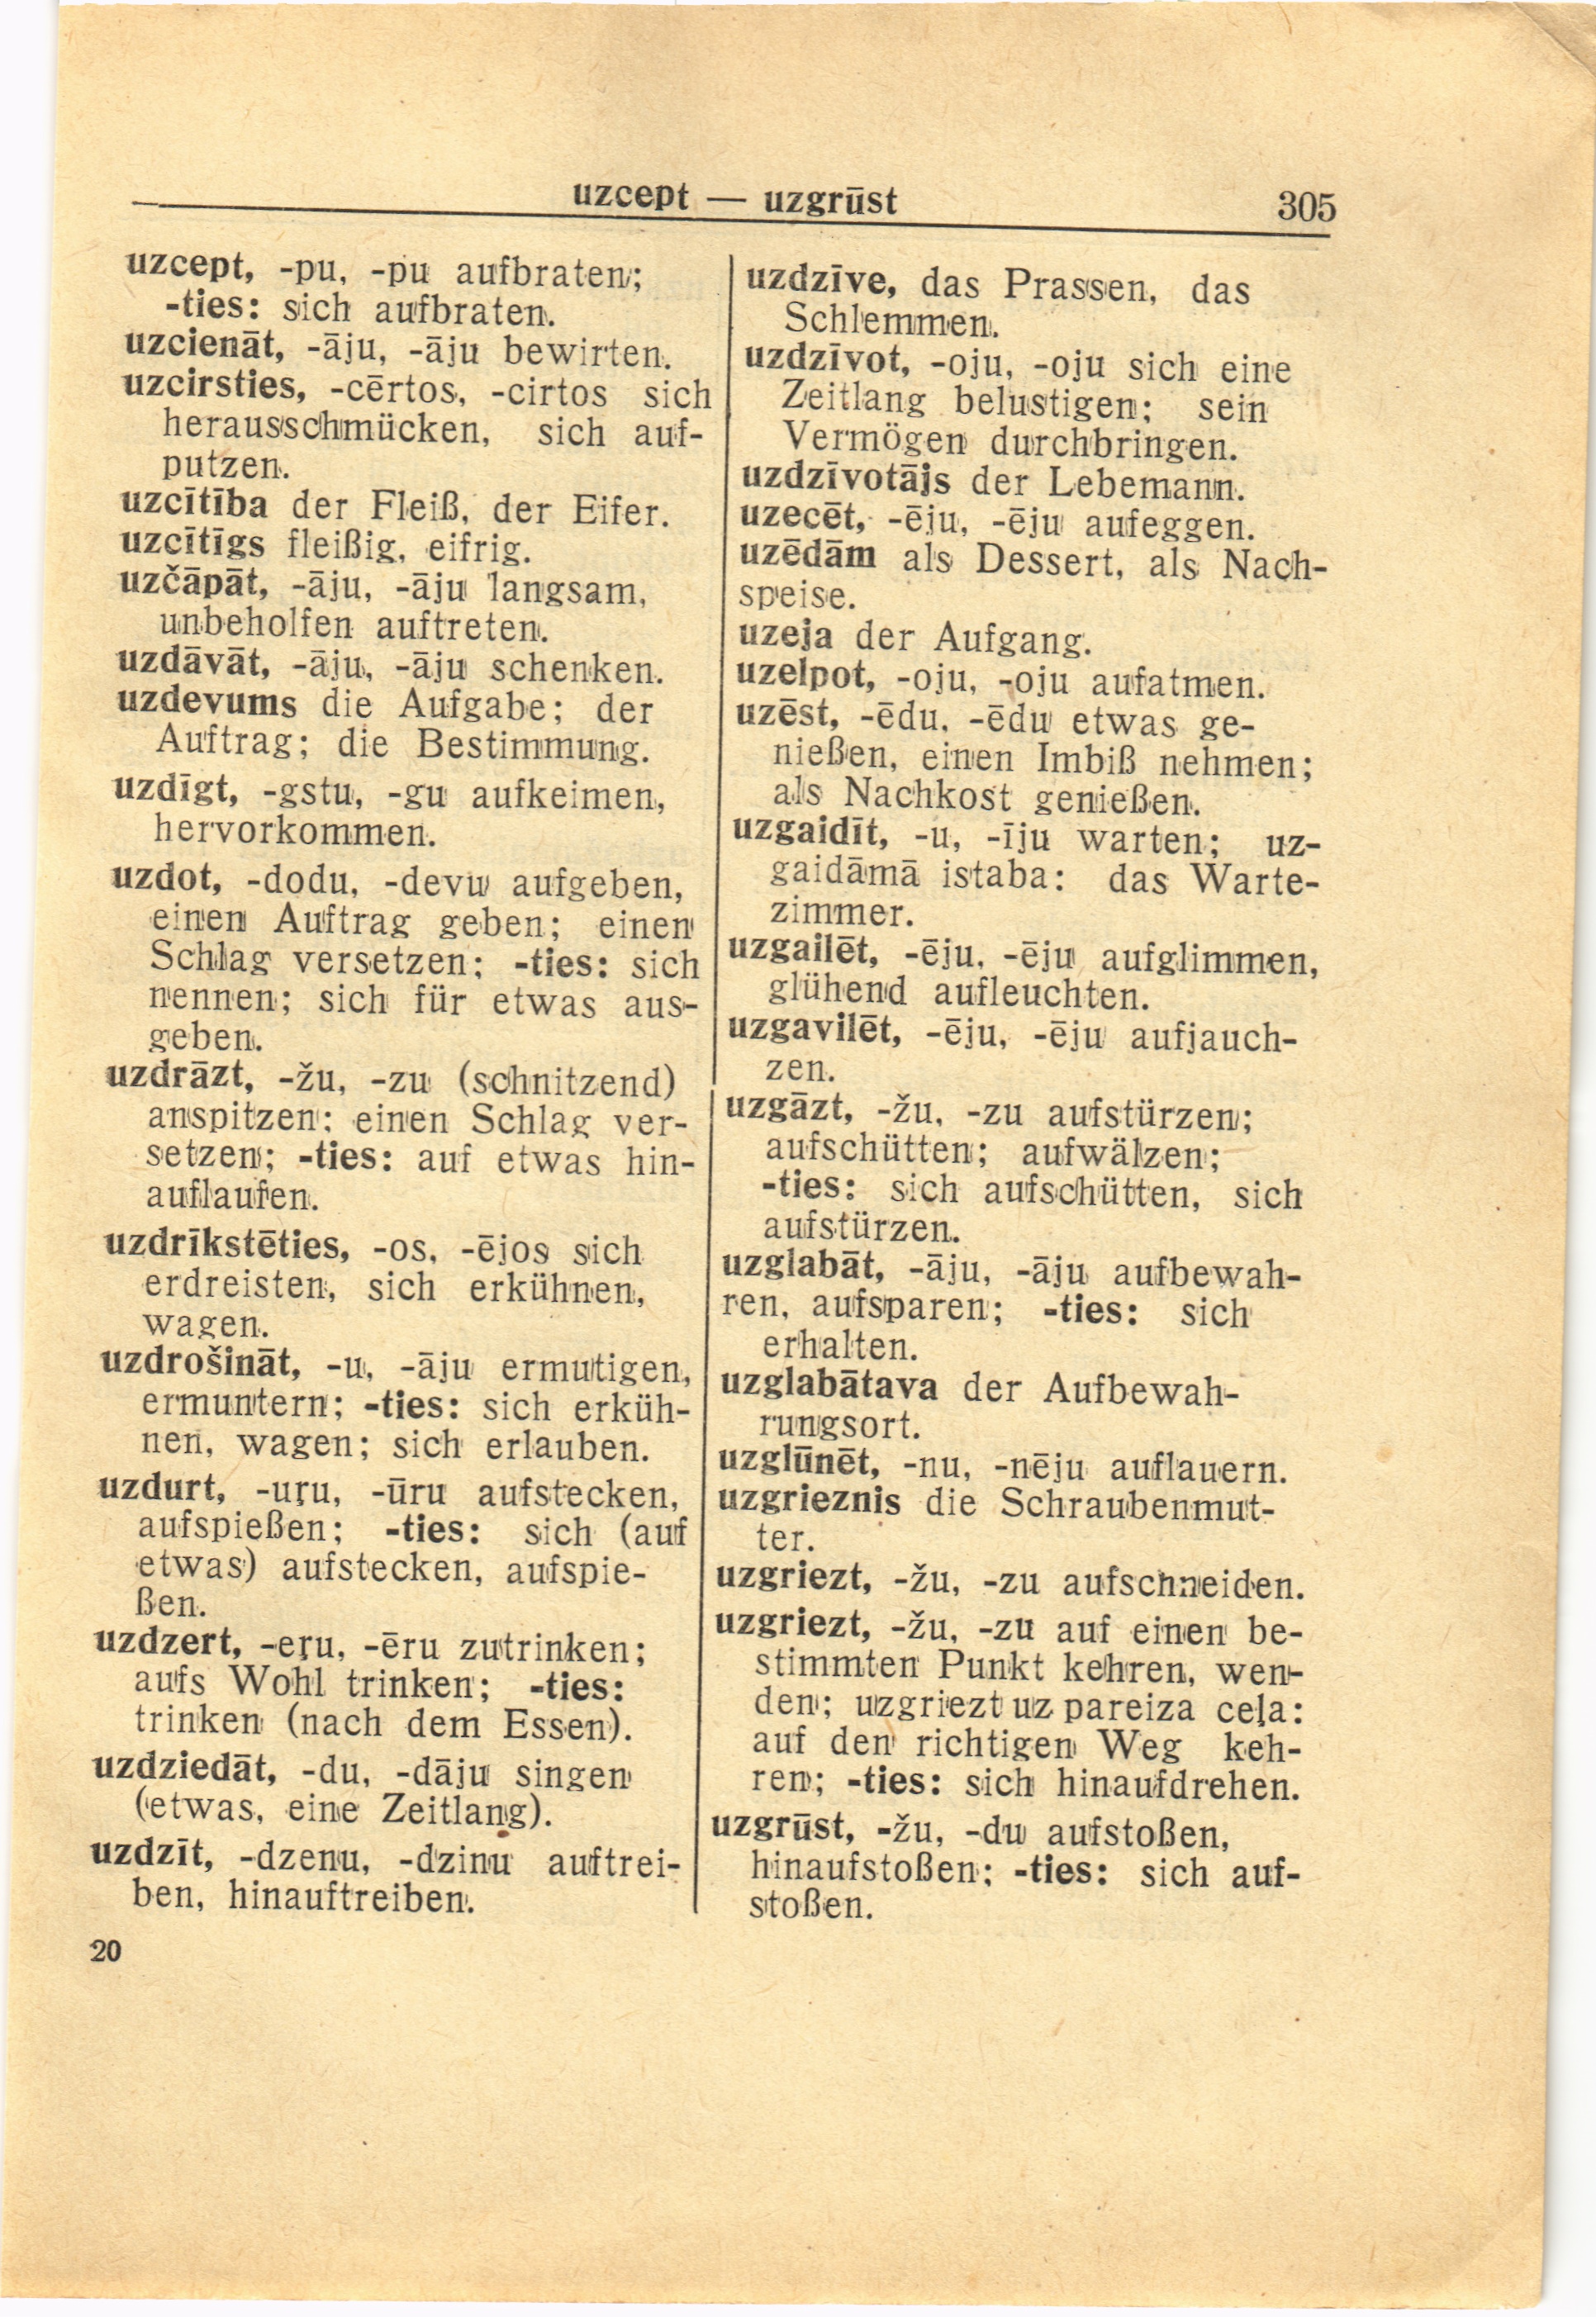 uzcept — uzgrūst 305
uzcept, -pu, -pu aufbraten;
-ties: sich aufbraten.
uzcienāt, -āju, -āju bewirten.
uzcirsties, -cērtos, -cirtos sich
herausschmücken, sich auf-
putzen.
uzcītība der Fleiß, der Eifer.
uzcītīgs fleißig, eifrig.
uzčāpāt, -āju, -āju langsam,
unbeholfen auftreten.
uzdāvāt, -āju, -āju schenken.
uzdevums die Aufgabe; der
Auftrag; die Bestimmung.
uzdīgt, -gstu, -gu aufkeimen,
hervorkommen.
uzdot, -dodu, -devu aufgeben,
einen Auftrag geben; einen
Schlag versetzen; -ties: sich
nennen; sich für etwas aus-
geben.
uzdrāzt, -žu, -zu (schnitzend)
anspitzen; einen Schlag ver-
setzen; -ties: auf etwas hin-
auflaufen.
uzdrīkstēties, -os, -ējos sich
erdreisten, sich erkühnen,
wagen.
uzdrošināt, -u, -āju ermutigen,
ermuntern; -ties: sich erküh-
nen, wagen; sich erlauben.
uzdurt, -uŗu, -ūru aufstecken,
aufspießen; -ties: sich (auf
etwas) aufstecken, aufspie-
ßen.
uzdzert, -eŗu, -ēru zutrinken;
aufs Wohl trinken; -ties:
trinken (nach dem Essen).
uzdziedāt, -du, -dāju singen
(etwas, eine Zeitlang).
uzdzīt, -dzenu, -dzinu auftrei-
ben, hinauftreiben.
uzdzīve, das Prassen, das
Schlemmen.
uzdzīvot, -oju, -oju sich eine
Zeitlang belustigen; sein
Vermögen durchbringen.
uzdzīvotājs der Lebemann.
uzecēt, -ēju, -ēju aufeggen.
uzēdām als Dessert, als Nach-
speise.
uzeja der Aufgang.
uzelpot, -oju, -oju aufatmen.
uzēst, -ēdu, -ēdu etwas ge-
nießen, einen Imbiß nehmen;
als Nachkost genießen.
uzgaidīt, -u, -īju warten; uz-
gaidāmā istaba: das Warte-
zimmer.
uzgailēt, -ēju, -ēju aufglimmen,
glühend aufleuchten.
uzgavilēt, -ēju, -ēju aufjauch-
zen.
uzgāzt, -žu, -zu aufstürzen;
aufschütten; aufwälzen;
-ties: sich aufschütten, sich
aufstürzen.
uzglabāt, -āju, -āju aufbewah-
ren, aufsparen; -ties: sich
erhalten.
uzglabātava der Aufbewah-
rungsort.
uzglūnēt, -nu, -nēju auflauern.
uzgrieznis die Schraubenmut-
ter.
uzgriezt, -žu, -zu aufschneiden.
uzgriezt, -žu, -zu auf einen be-
stimmten Punkt kehren, wen-
den; uzgriezt uz pareiza ceļa:
auf den richtigen Weg keh-
ren; -ties: sich hinaufdrehen.
uzgrūst, -žu, -du aufstoßen,
hinaufstoßen; -ties: sich auf-
stoßen.
20